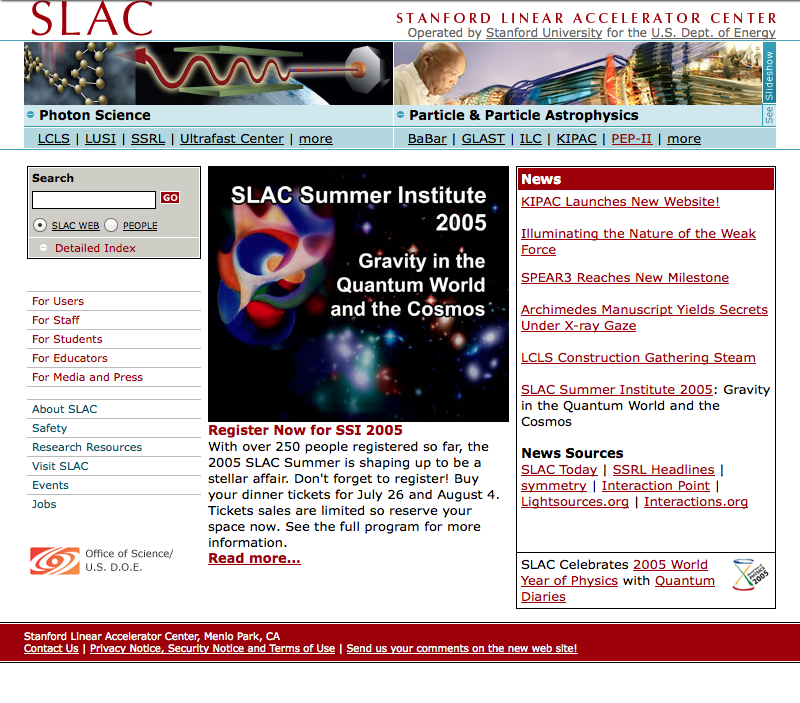 SLAC
STANFORD LINEAR ACCELERATOR CENTER
Operated by Stanford University for the U.S. Dept. of Energy
See Slideshow
Photon Science
Particle & Particle Astrophysics
LCLS | LUSI | SSRL | Ultrafast Center | more
BaBar | GLAST | ILC | KIPAC | PEP-II | more
Search
GO
SLAC WEB PEOPLE
Detailed Index
For Users
For Staff
For Students
For Educators
For Media and Press
About SLAC
Safety
Research Resources
Visit SLAC
Events
Jobs
Office of Science/
U.S. D.O.E.
SLAC Summer Institute
2005
Gravity in the
Quantum World
and the Cosmos
Register Now for SSI 2005
With over 250 people registered so far, the
2005 SLAC Summer is shaping up to be a
stellar affair. Don't forget to register! Buy
your dinner tickets for July 26 and August 4.
Tickets sales are limited so reserve your
space now. See the full program for more
information.
Read more...
News
KIPAC Launches New Website!
Illuminating the Nature of the Weak
Force
SPEAR3 Reaches New Milestone
Archimedes Manuscript Yields Secrets
Under X-ray Gaze
LCLS Construction Gathering Steam
SLAC Summer Institute 2005: Gravity
in the Quantum World and the
Cosmos
News Sources
SLAC Today | SSRL Headlines |
symmetry | Interaction Point |
Lightsources.org | Interactions.org
SLAC Celebrates 2005 World
Year of Physics with Quantum
Diaries
Stanford Linear Accelerator Center, Menlo Park, CA
Contact Us | Privacy Notice, Security Notice and Terms of Use | Send us your comments on the new web site!